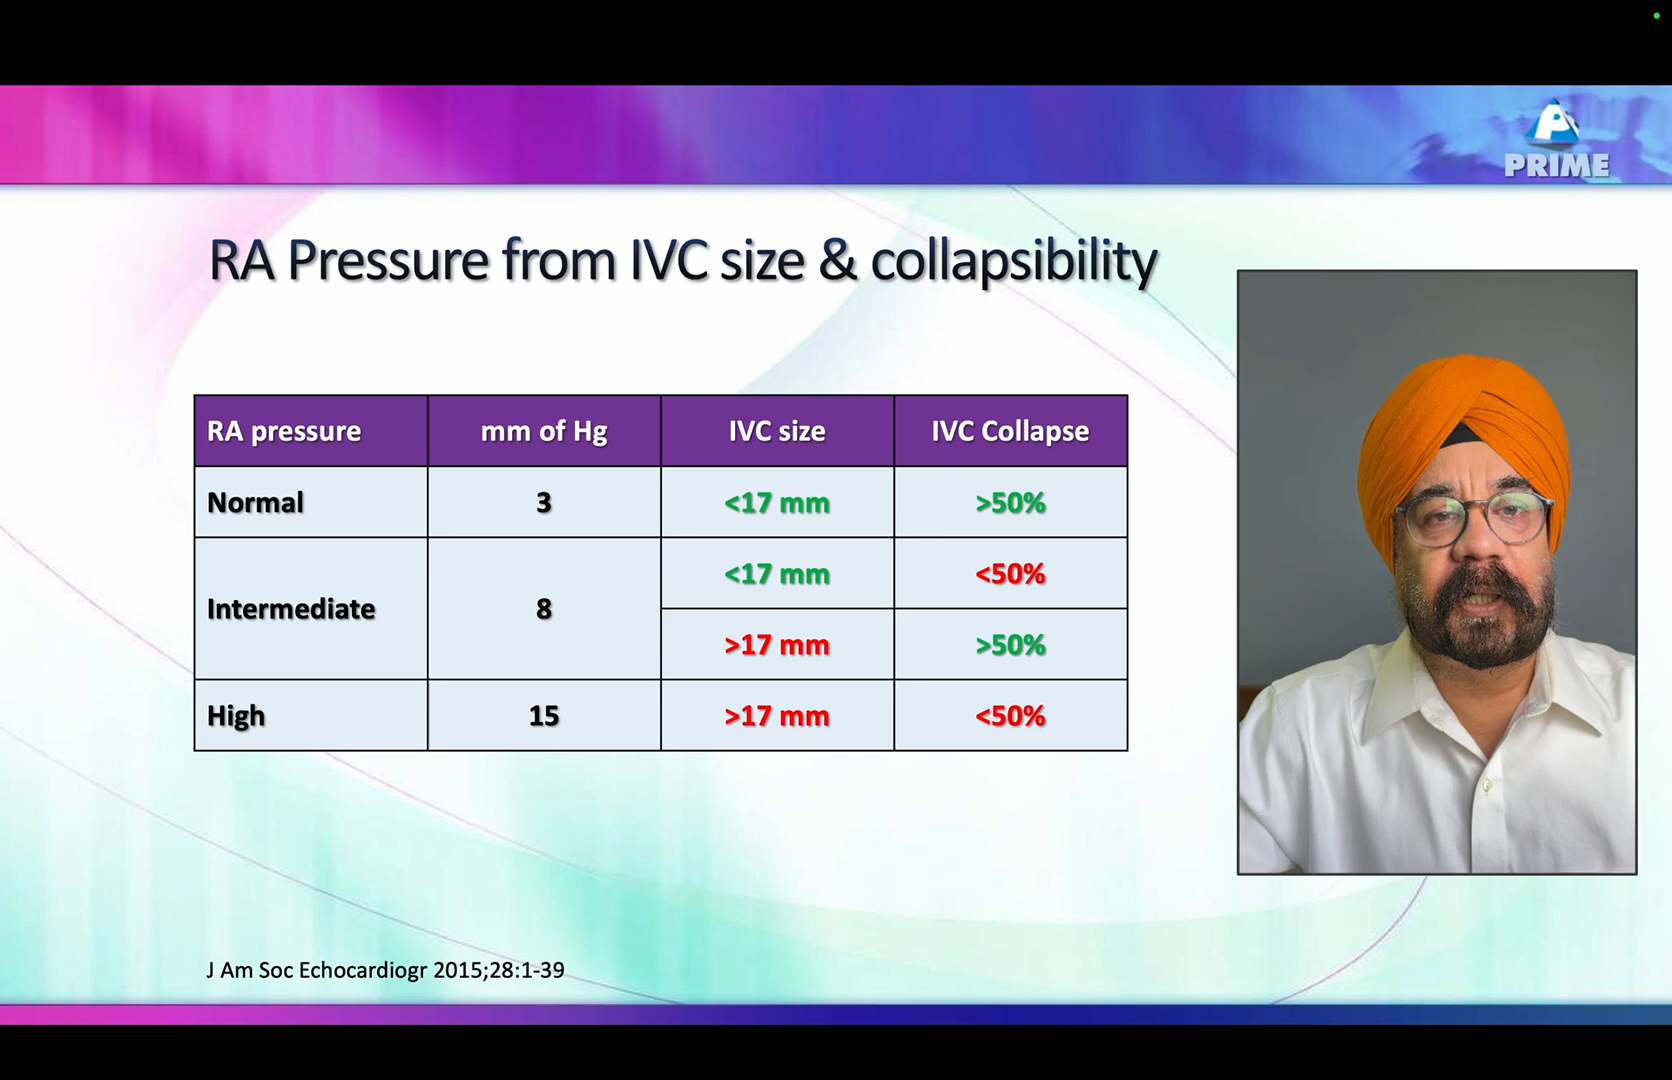 P
PRIME
RA Pressure from IVC size & collapsibility
RA pressure mm of Hg IVC size IVC Collapse
Normal 3 <17 mm >50%
Intermediate 8 <17 mm <50%
>17 mm >50%
High 15 >17 mm <50%
J Am Soc Echocardiogr 2015;28:1-39